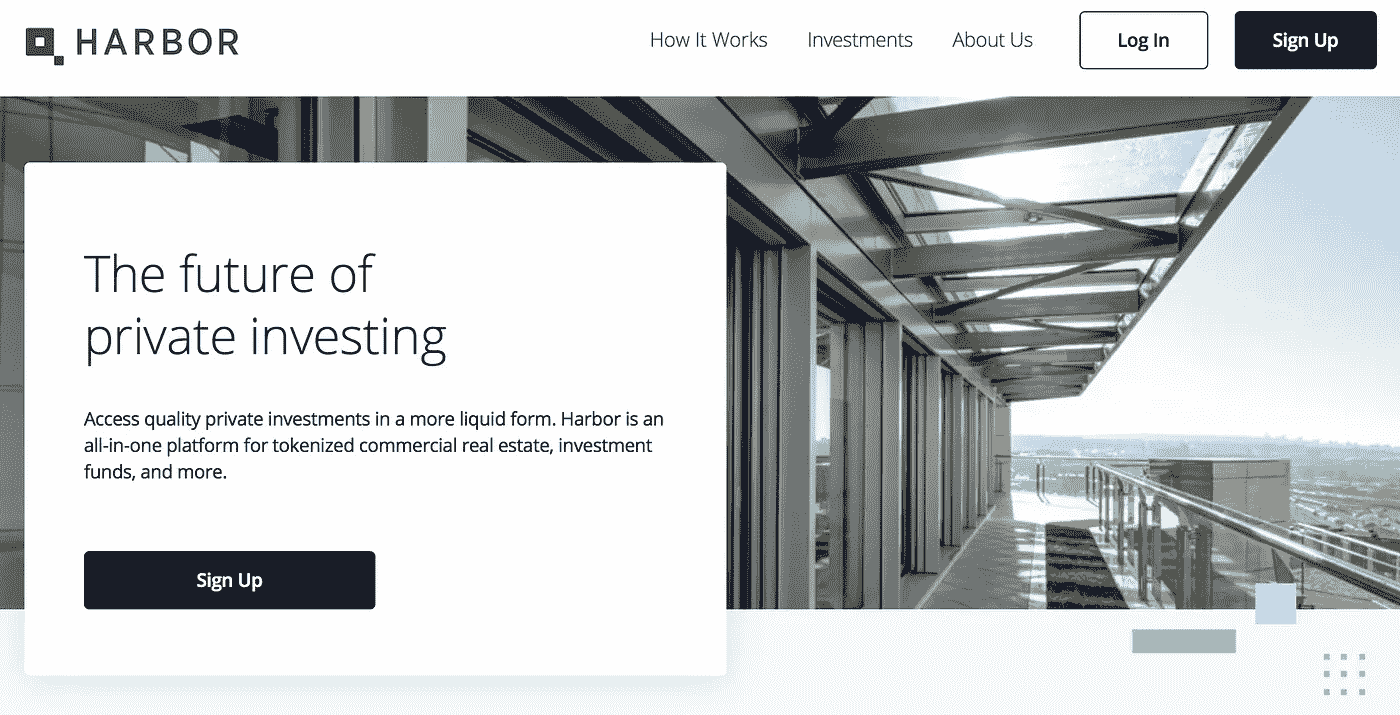 HARBOR
How It Works
Investments
About Us
Log In
Sign Up
The future of
private investing
Access quality private investments in a more liquid form. Harbor is an
all-in-one platform for tokenized commercial real estate, investment
funds, and more.
Sign Up